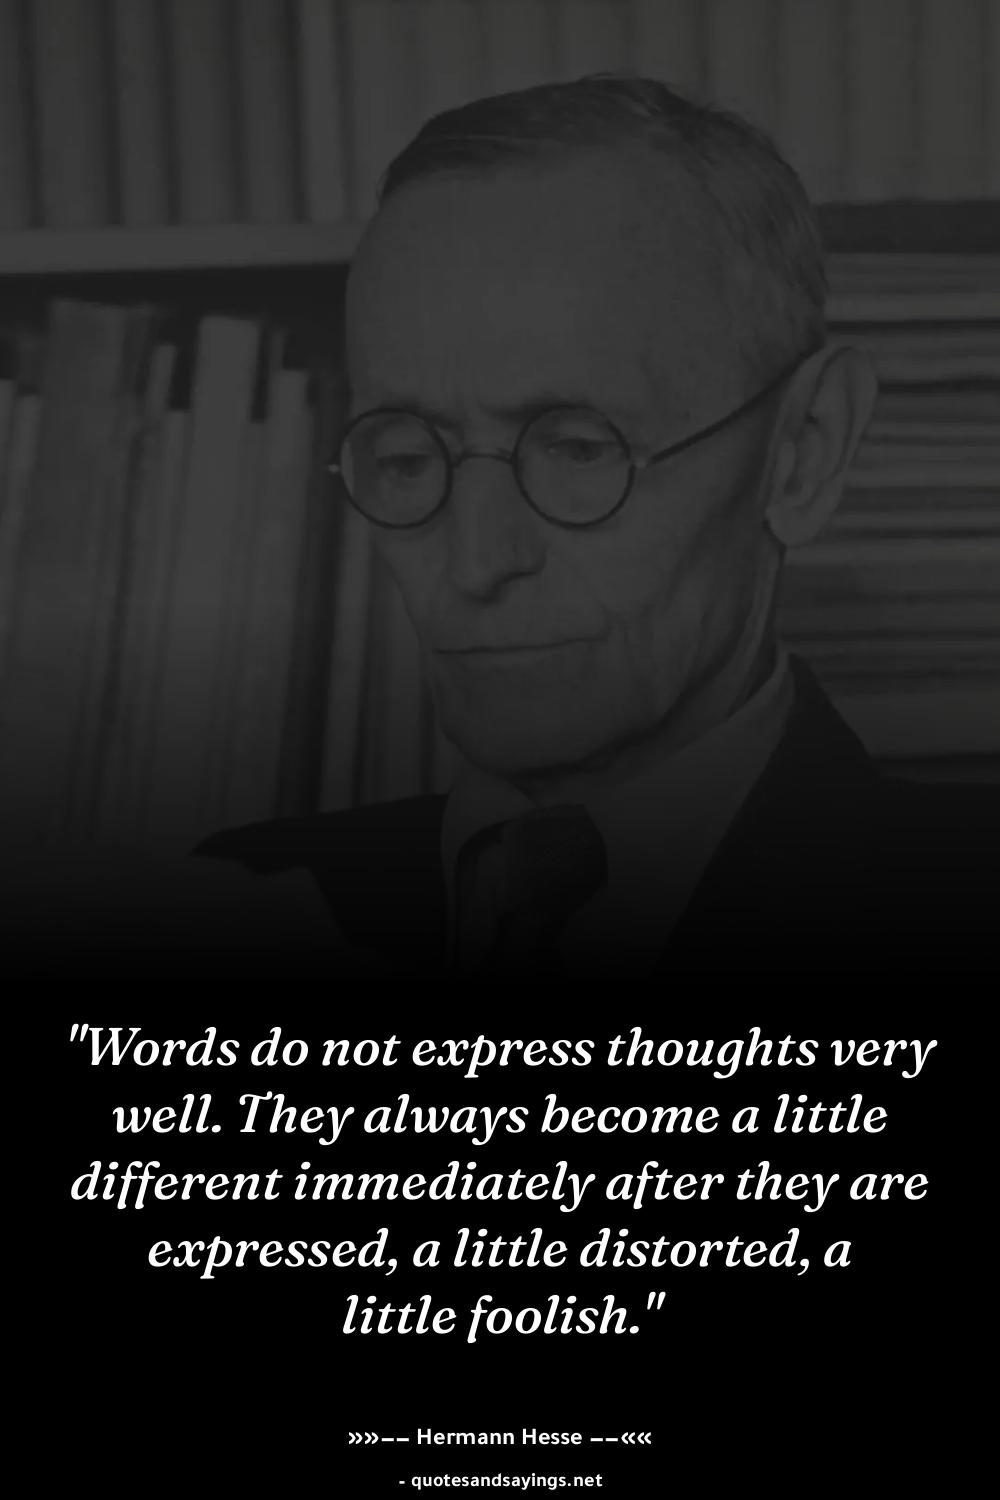 "Words do not express thoughts very
well. They always become a little
different immediately after they are
expressed, a little distorted, a
little foolish."
»»–– Hermann Hesse ––««
- quotesandsayings.net